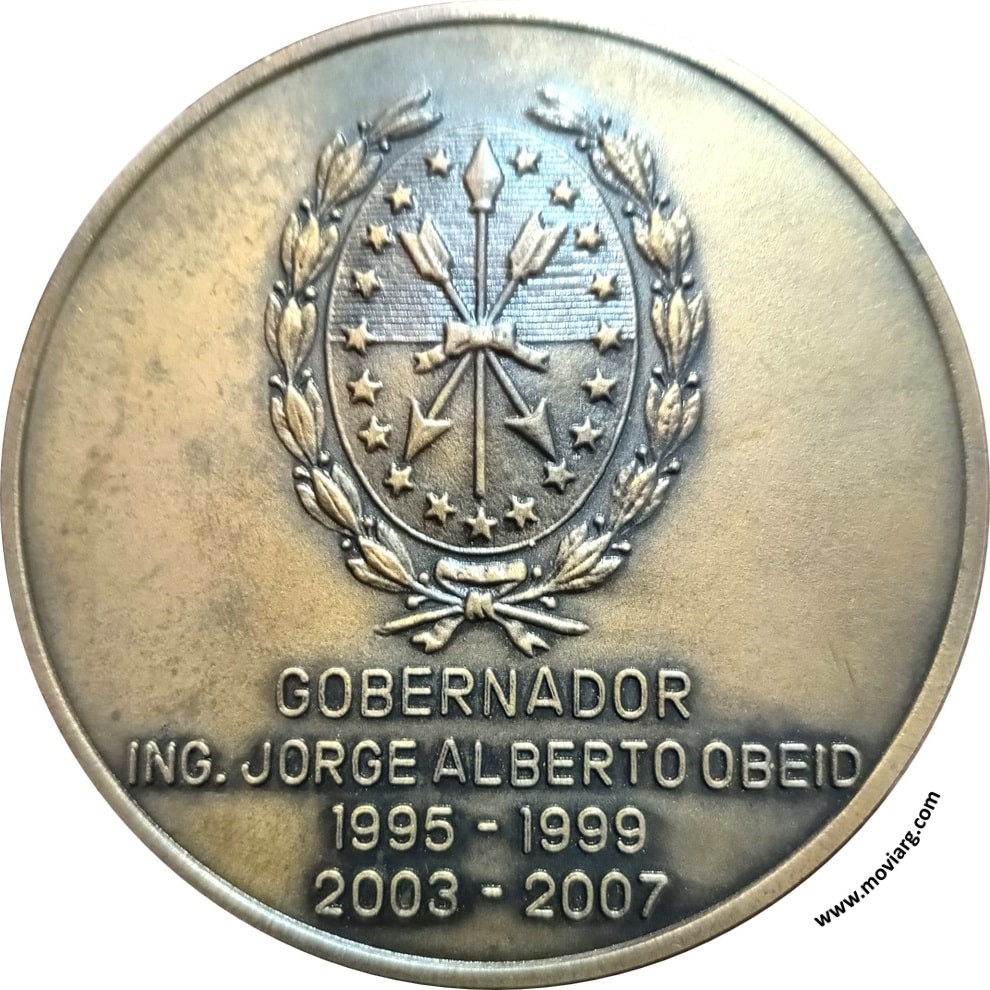 GOBERNADOR
ING. JORGE ALBERTO OBEID
1995 - 1999
2003 - 2007
www.moviarg.com